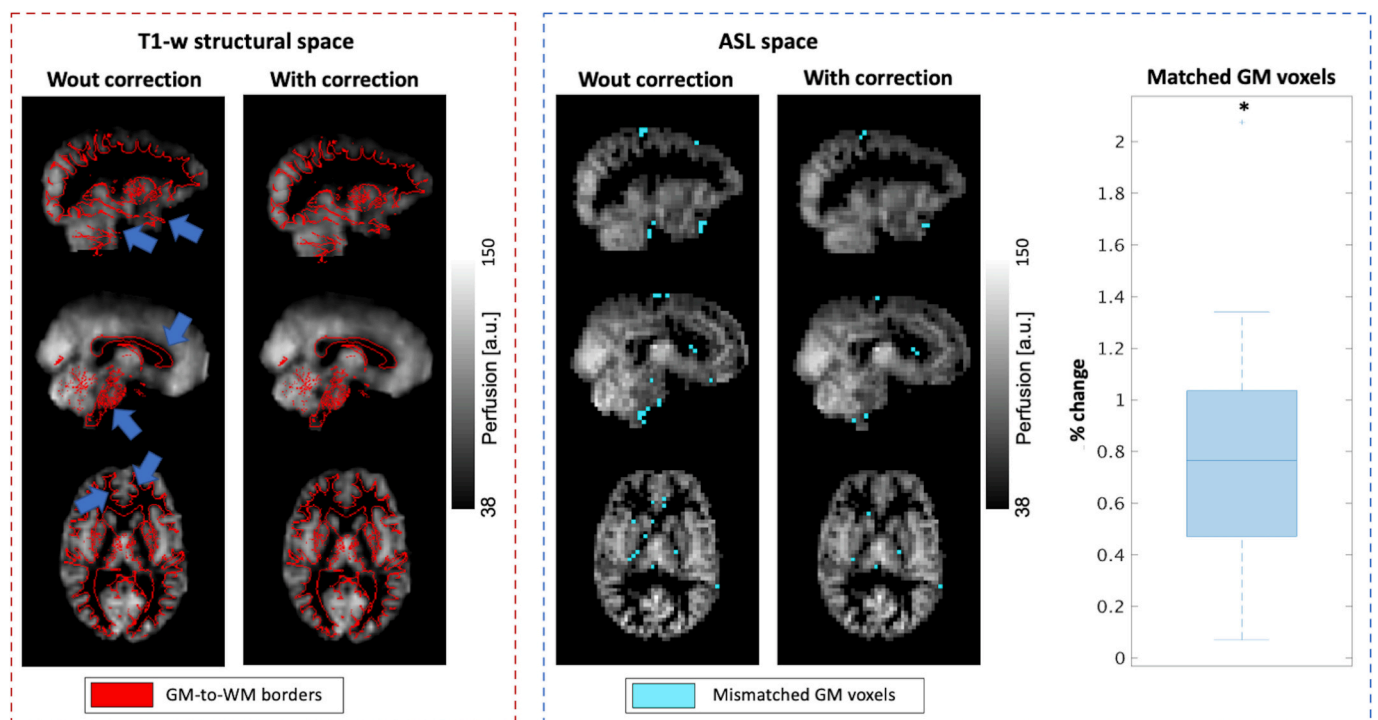 T1-w structural space
Wout correction
With correction
150
Perfusion [a.u.]
38
GM-to-WM borders
ASL space
Wout correction
With correction
150
Perfusion [a.u.]
38
Mismatched GM voxels
Matched GM voxels
*
2
1.8
1.6
1.4
1.2
1
0.8
0.6
0.4
0.2
0
% change